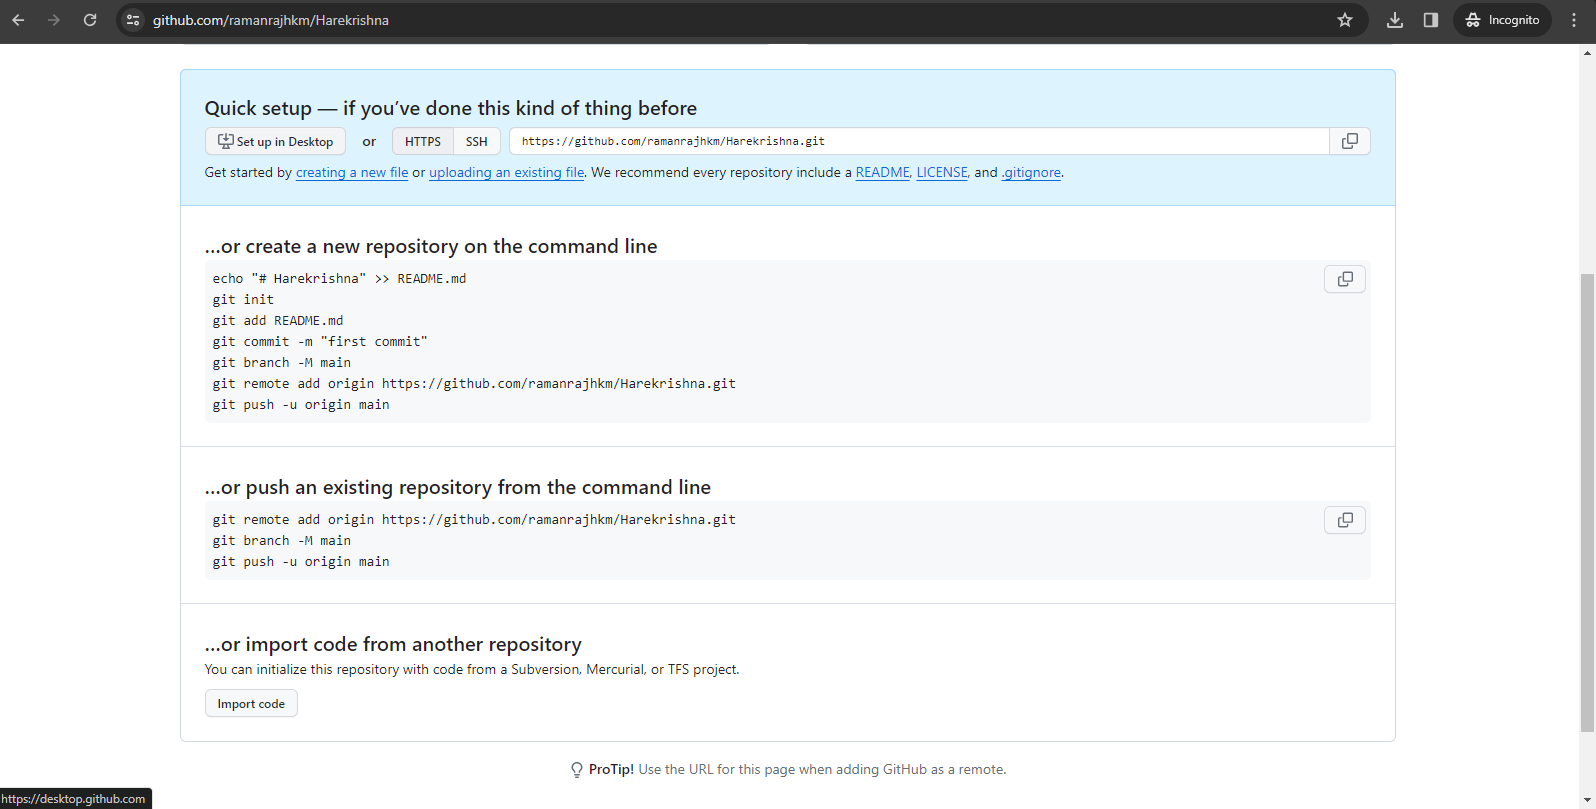 github.com/ramanrajhkm/Harekrishna
Incognito
Quick setup — if you've done this kind of thing before
Set up in Desktop or HTTPS SSH https://github.com/ramanrajhkm/Harekrishna.git
Get started by creating a new file or uploading an existing file. We recommend every repository include a README, LICENSE, and .gitignore.
...or create a new repository on the command line
echo "# Harekrishna" >> README.md
git init
git add README.md
git commit -m "first commit"
git branch -M main
git remote add origin https://github.com/ramanrajhkm/Harekrishna.git
git push -u origin main
...or push an existing repository from the command line
git remote add origin https://github.com/ramanrajhkm/Harekrishna.git
git branch -M main
git push -u origin main
...or import code from another repository
You can initialize this repository with code from a Subversion, Mercurial, or TFS project.
Import code
ProTip! Use the URL for this page when adding GitHub as a remote.
https://desktop.github.com